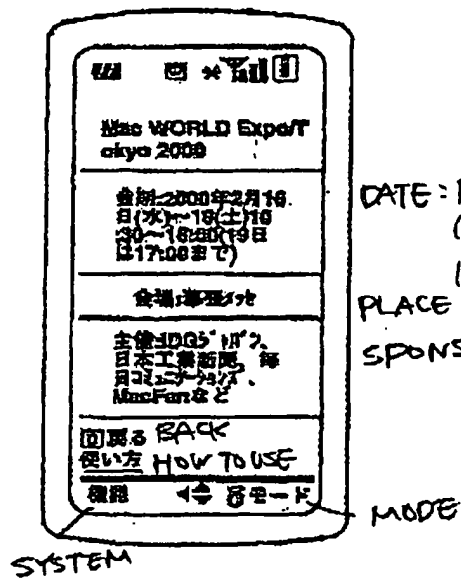 Mac WORLD Expo/T
okyo 2000
会期:2000年2月16
日(水)~19(土)10
:30~18:00(19日
は17:00まで)
会場:幕張メッセ
主催:IDGジャパン、
日本工業新聞、毎
日コミュニケーションズ、
MacFanなど
戻る BACK
使い方 HOW TO USE
モード
DATE:
PLACE
SPONS
MODE
SYSTEM